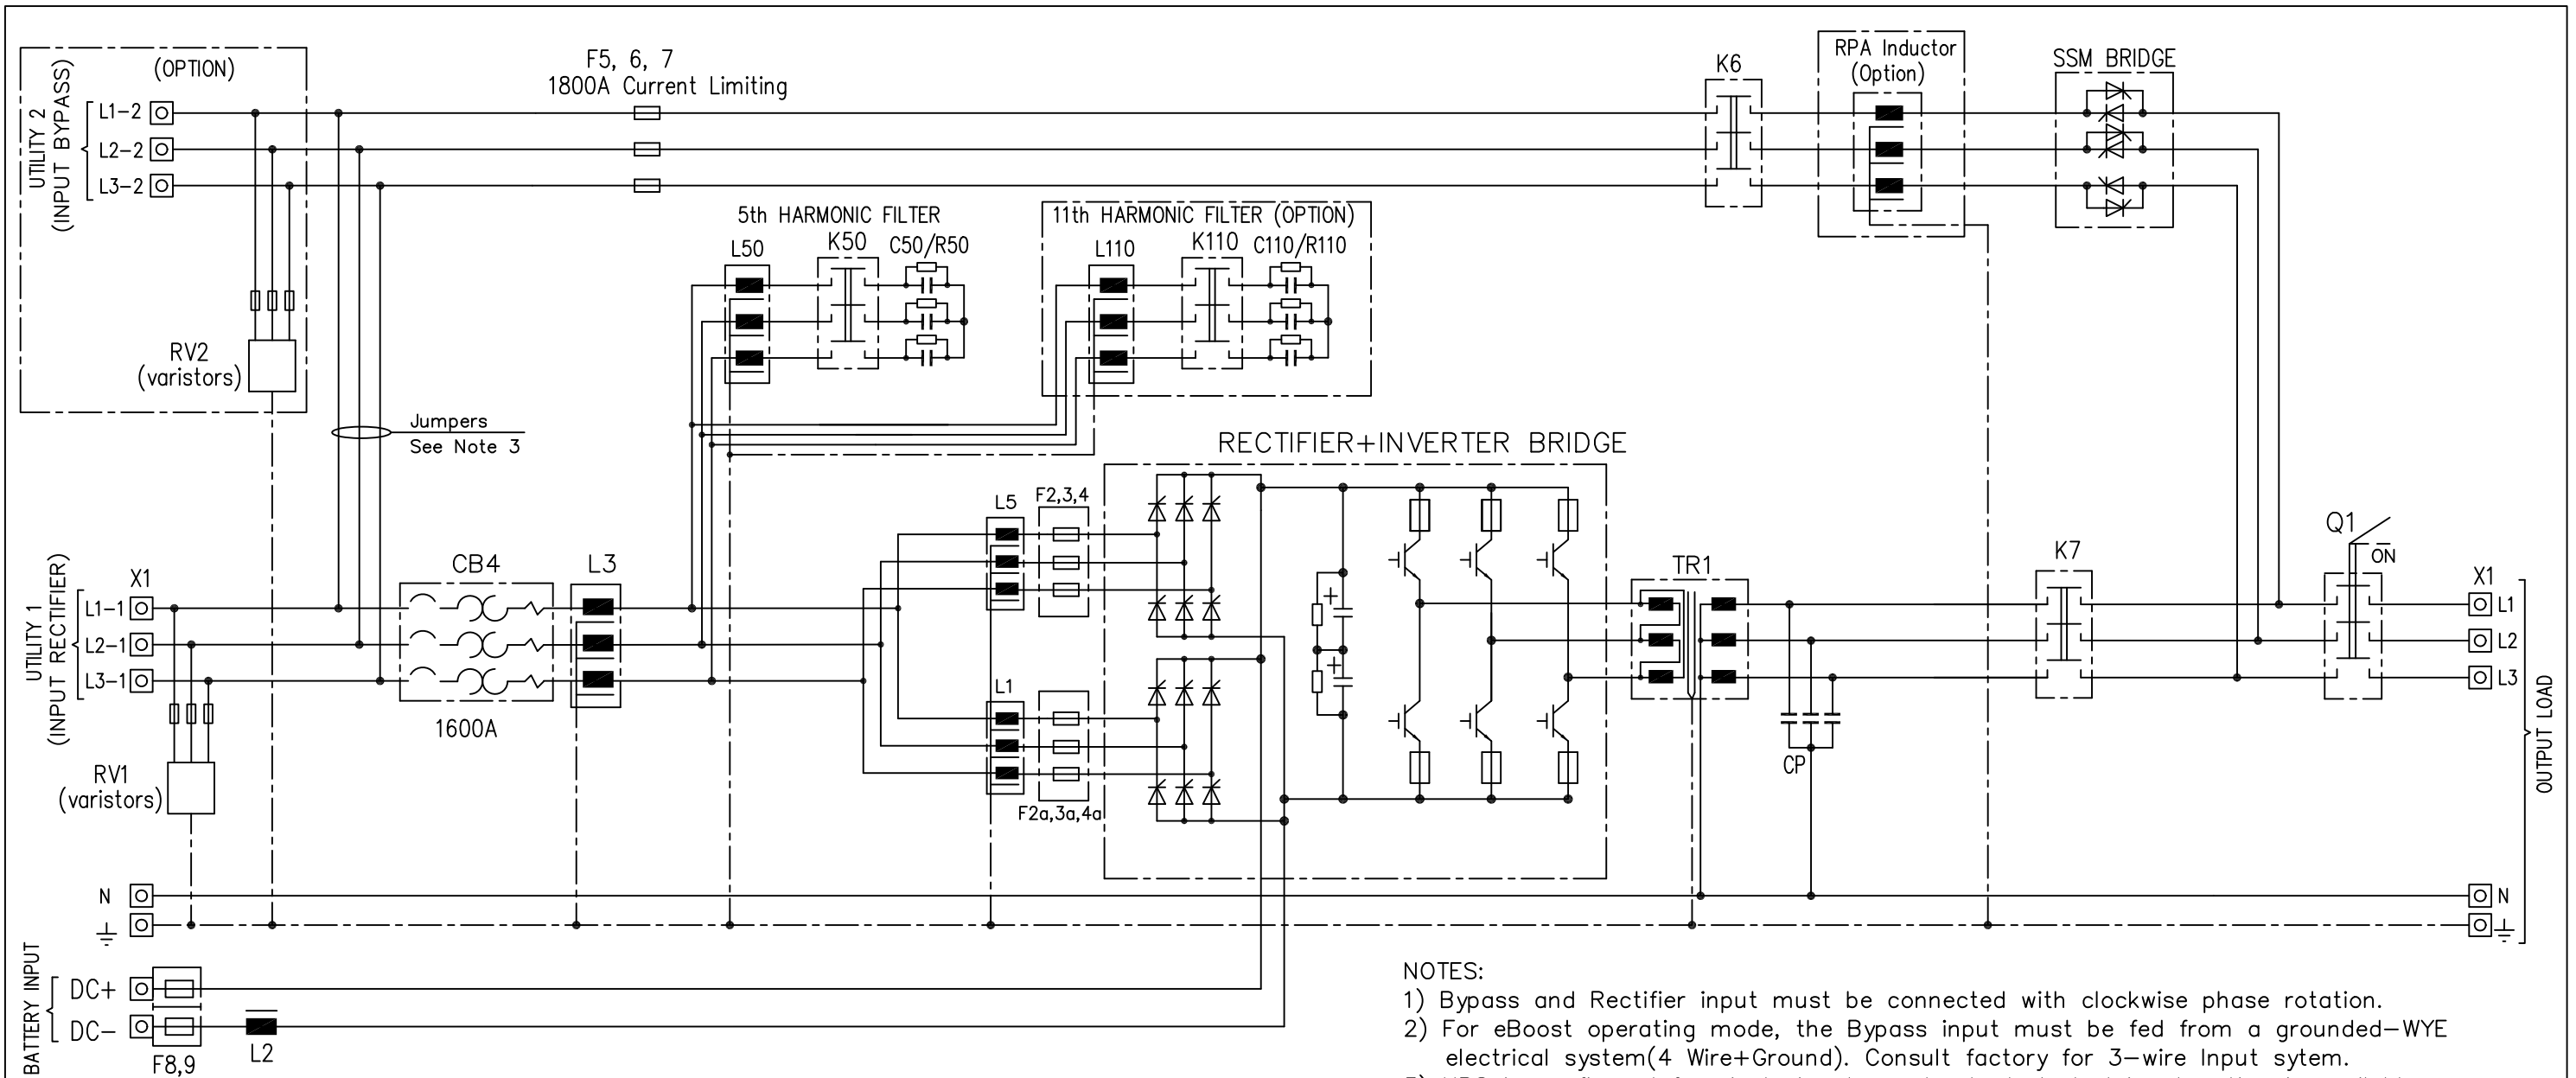 (OPTION)
F5, 6, 7
1800A Current Limiting
K6
RPA Inductor
(Option)
SSM BRIDGE
UTILITY 2
(INPUT BYPASS)
L1-2
L2-2
L3-2
5th HARMONIC FILTER
L50
K50
C50/R50
11th HARMONIC FILTER (OPTION)
L110
K110
C110/R110
RV2
(varistors)
Jumpers
See Note 3
RECTIFIER+INVERTER BRIDGE
UTILITY 1
(INPUT RECTIFIER)
X1
L1-1
L2-1
L3-1
CB4
1600A
L3
L5
F2,3,4
L1
F2a,3a,4a
TR1
K7
Q1
ON
X1
L1
L2
L3
CP
OUTPUT LOAD
RV1
(varistors)
N
N
BATTERY INPUT
DC+
DC-
F8,9
L2
NOTES:
1) Bypass and Rectifier input must be connected with clockwise phase rotation.
2) For eBoost operating mode, the Bypass input must be fed from a grounded-WYE
electrical system(4 Wire+Ground). Consult factory for 3-wire Input sytem.